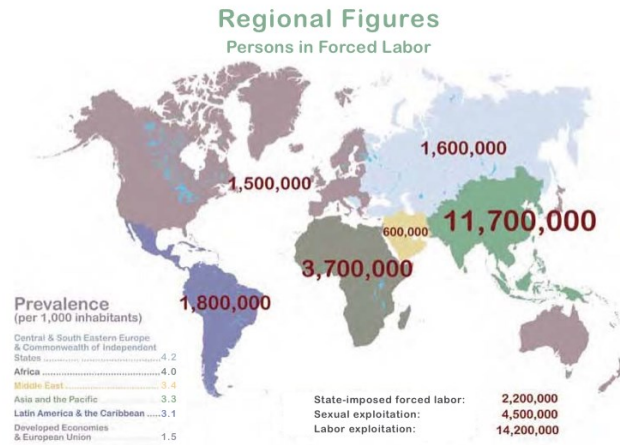 Regional Figures
Persons in Forced Labor
1,600,000
1,500,000
11,700,000
600,000
3,700,000
1,800,000
Prevalence
(per 1,000 inhabitants)
Central & South Eastern Europe
& Commonwealth of independent
States ..............................4.2
Africa ...............................4.0
Middle East ......................3.4
Asia and the Pacific 3.3
Latin America & the Caribbean .....3.1
Developed Economies
& European Union 1.5
State-imposed forced labor: 2,200,000
Sexual exploitation: 4,500,000
Labor exploitation: 14,200,000